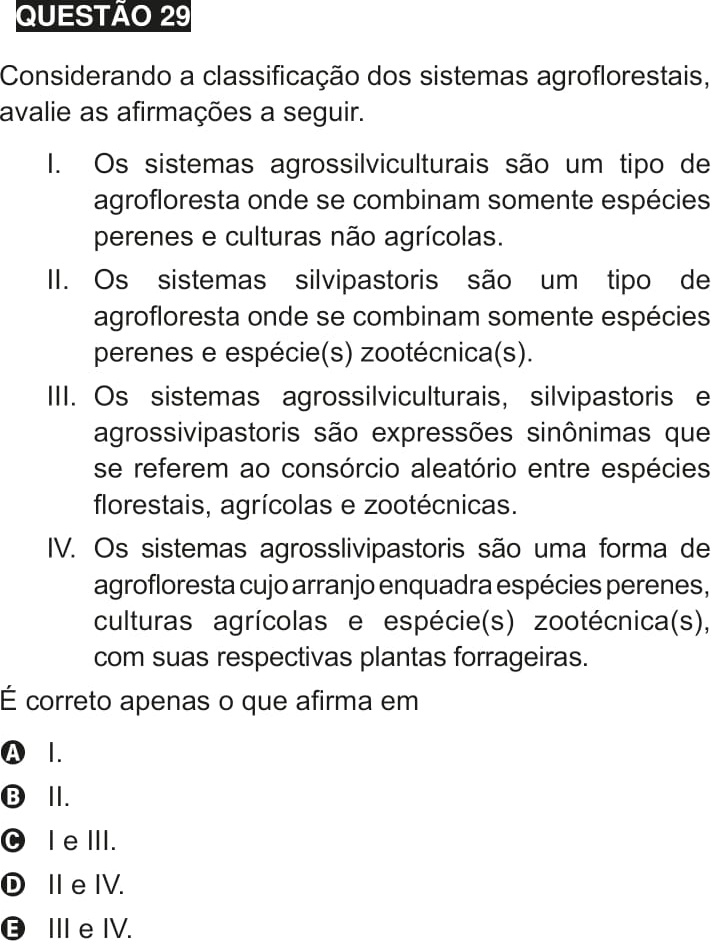 QUESTÃO 29
Considerando a classificação dos sistemas agroflorestais,
avalie as afirmações a seguir.
I. Os sistemas agrossilviculturais são um tipo de
agrofloresta onde se combinam somente espécies
perenes e culturas não agrícolas.
II. Os sistemas silvipastoris são um tipo de
agrofloresta onde se combinam somente espécies
perenes e espécie(s) zootécnica(s).
III. Os sistemas agrossilviculturais, silvipastoris e
agrossivipastoris são expressões sinônimas que
se referem ao consórcio aleatório entre espécies
florestais, agrícolas e zootécnicas.
IV. Os sistemas agrosslivipastoris são uma forma de
agrofloresta cujo arranjo enquadra espécies perenes,
culturas agrícolas e espécie(s) zootécnica(s),
com suas respectivas plantas forrageiras.
É correto apenas o que afirma em
A I.
B II.
C I e III.
D II e IV.
E III e IV.